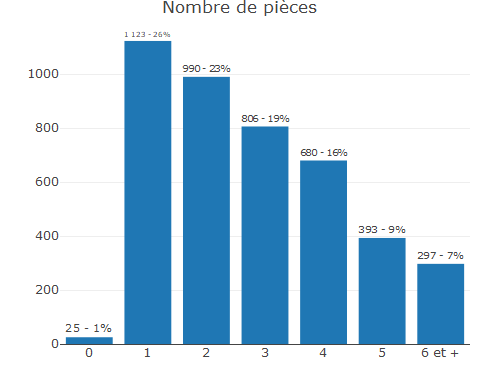 Nombre de pièces
1 123 - 26%
990 - 23%
806 - 19%
680 - 16%
393 - 9%
297 - 7%
25 - 1%
1000
800
600
400
200
0
0 1 2 3 4 5 6 et +